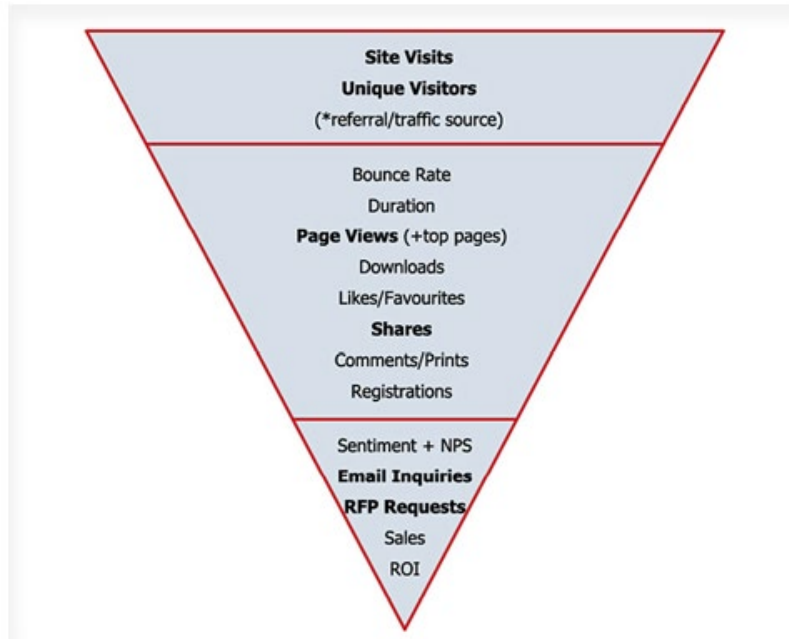 Site Visits
Unique Visitors
(*referral/traffic source)
Bounce Rate
Duration
Page Views (+top pages)
Downloads
Likes/Favourites
Shares
Comments/Prints
Registrations
Sentiment + NPS
Email Inquiries
RFP Requests
Sales
ROI